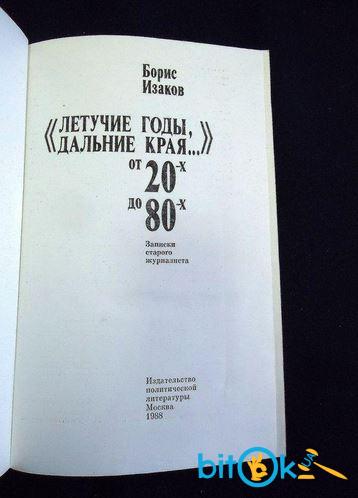 Борис
Изаков
«ЛЕТУЧИЕ ГОДЫ,
ДАЛЬНИЕ КРАЯ...»
от 20-х
до 80-х
Записки
старого
журналиста
Издательство
политической
литературы
Москва
1988
bitok